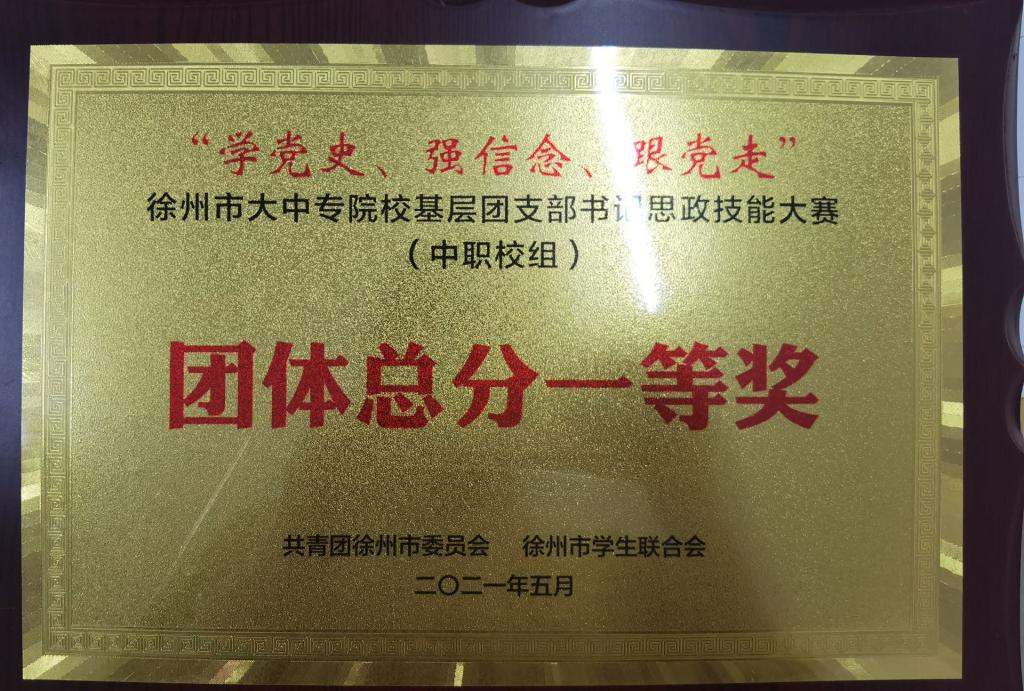 “学党史、强信念、跟党走”
徐州市大中专院校基层团支部书记思政技能大赛
（中职校组）
团体总分一等奖
共青团徐州市委员会 徐州市学生联合会
二〇二一年五月